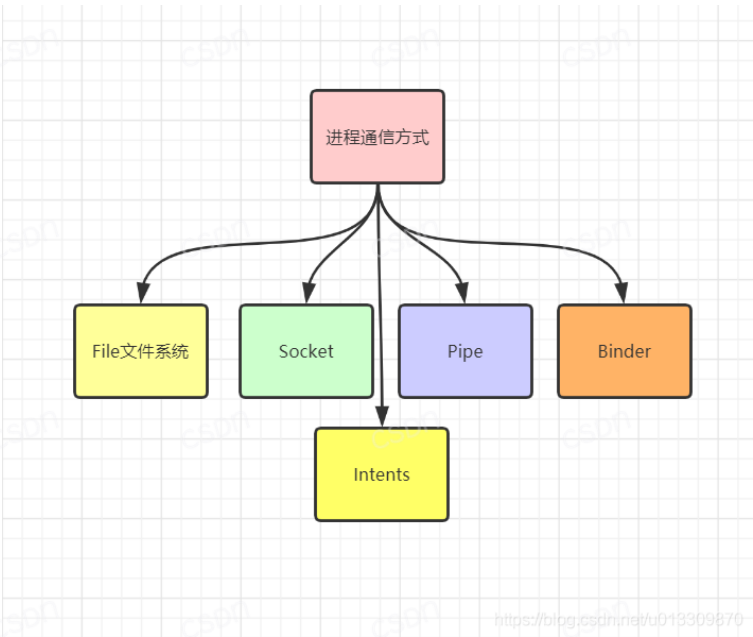 进程通信方式
File文件系统
Socket
Pipe
Binder
Intents
https://blog.csdn.net/u013309870